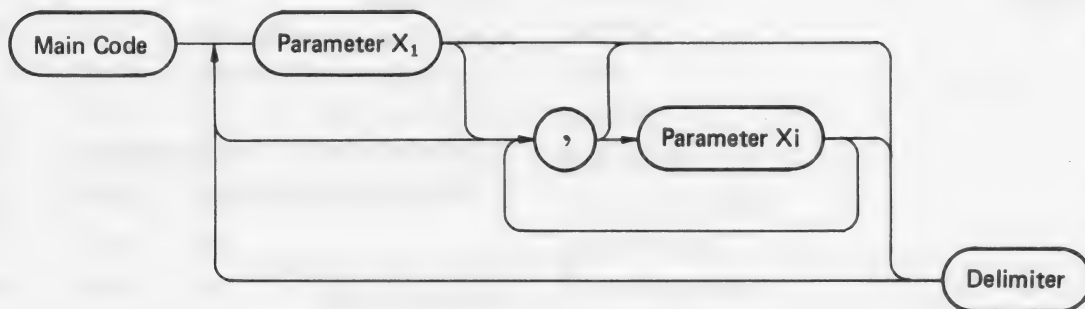 Main Code
Parameter X₁
,
Parameter Xi
Delimiter